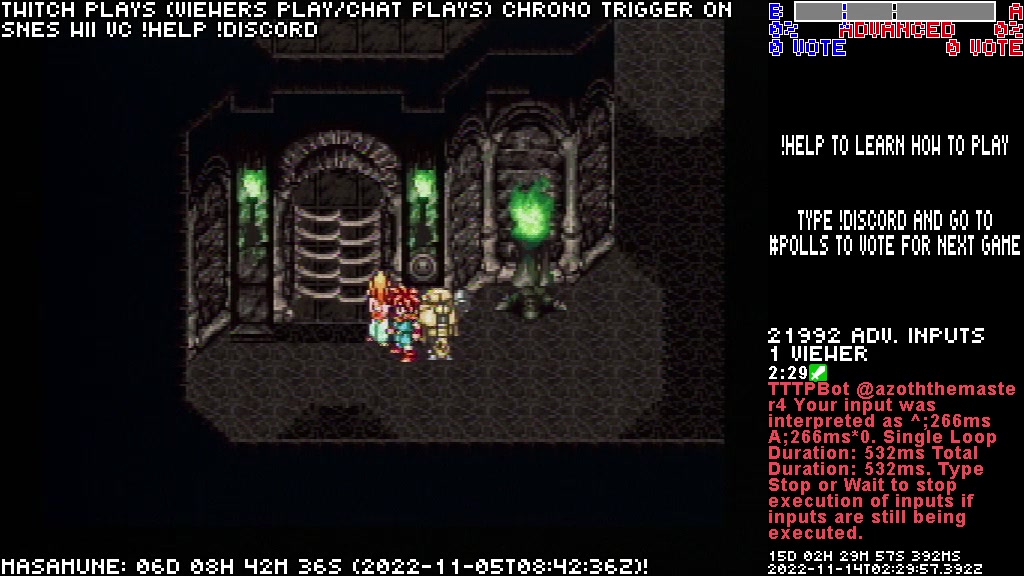 TWITCH PLAYS (VIEWERS PLAY/CHAT PLAYS) CHRONO TRIGGER ON
SNES WII VC !HELP !DISCORD
B A
0% ADVANCED 0%
0 VOTE 0 VOTE
!HELP TO LEARN HOW TO PLAY
TYPE !DISCORD AND GO TO
#POLLS TO VOTE FOR NEXT GAME
21992 ADV. INPUTS
1 VIEWER
2:29
TTTPBot @azoththemaste
r4 Your input was
interpreted as ^;266ms
A;266ms*0. Single Loop
Duration: 532ms Total
Duration: 532ms. Type
Stop or Wait to stop
execution of inputs if
inputs are still being
executed.
15D 02H 29M 57S 392MS
2022-11-14T02:29:57.392Z
MASAMUNE: 06D 08H 42M 36S (2022-11-05T08:42:36Z)!